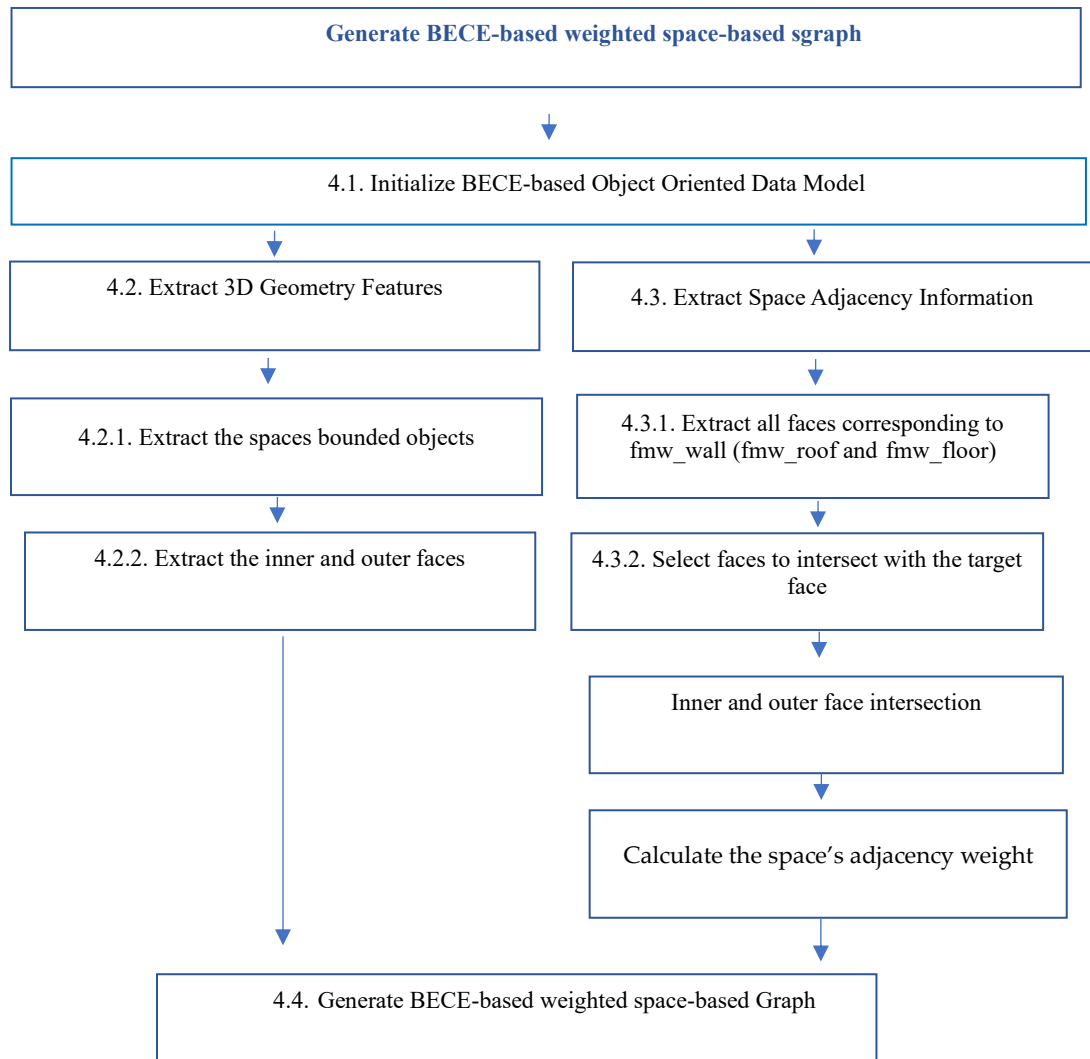 Generate BECE-based weighted space-based sgraph
4.1. Initialize BECE-based Object Oriented Data Model
4.2. Extract 3D Geometry Features
4.3. Extract Space Adjacency Information
4.2.1. Extract the spaces bounded objects
4.3.1. Extract all faces corresponding to
fmw_wall (fmw_roof and fmw_floor)
4.2.2. Extract the inner and outer faces
4.3.2. Select faces to intersect with the target
face
Inner and outer face intersection
Calculate the space’s adjacency weight
4.4. Generate BECE-based weighted space-based Graph